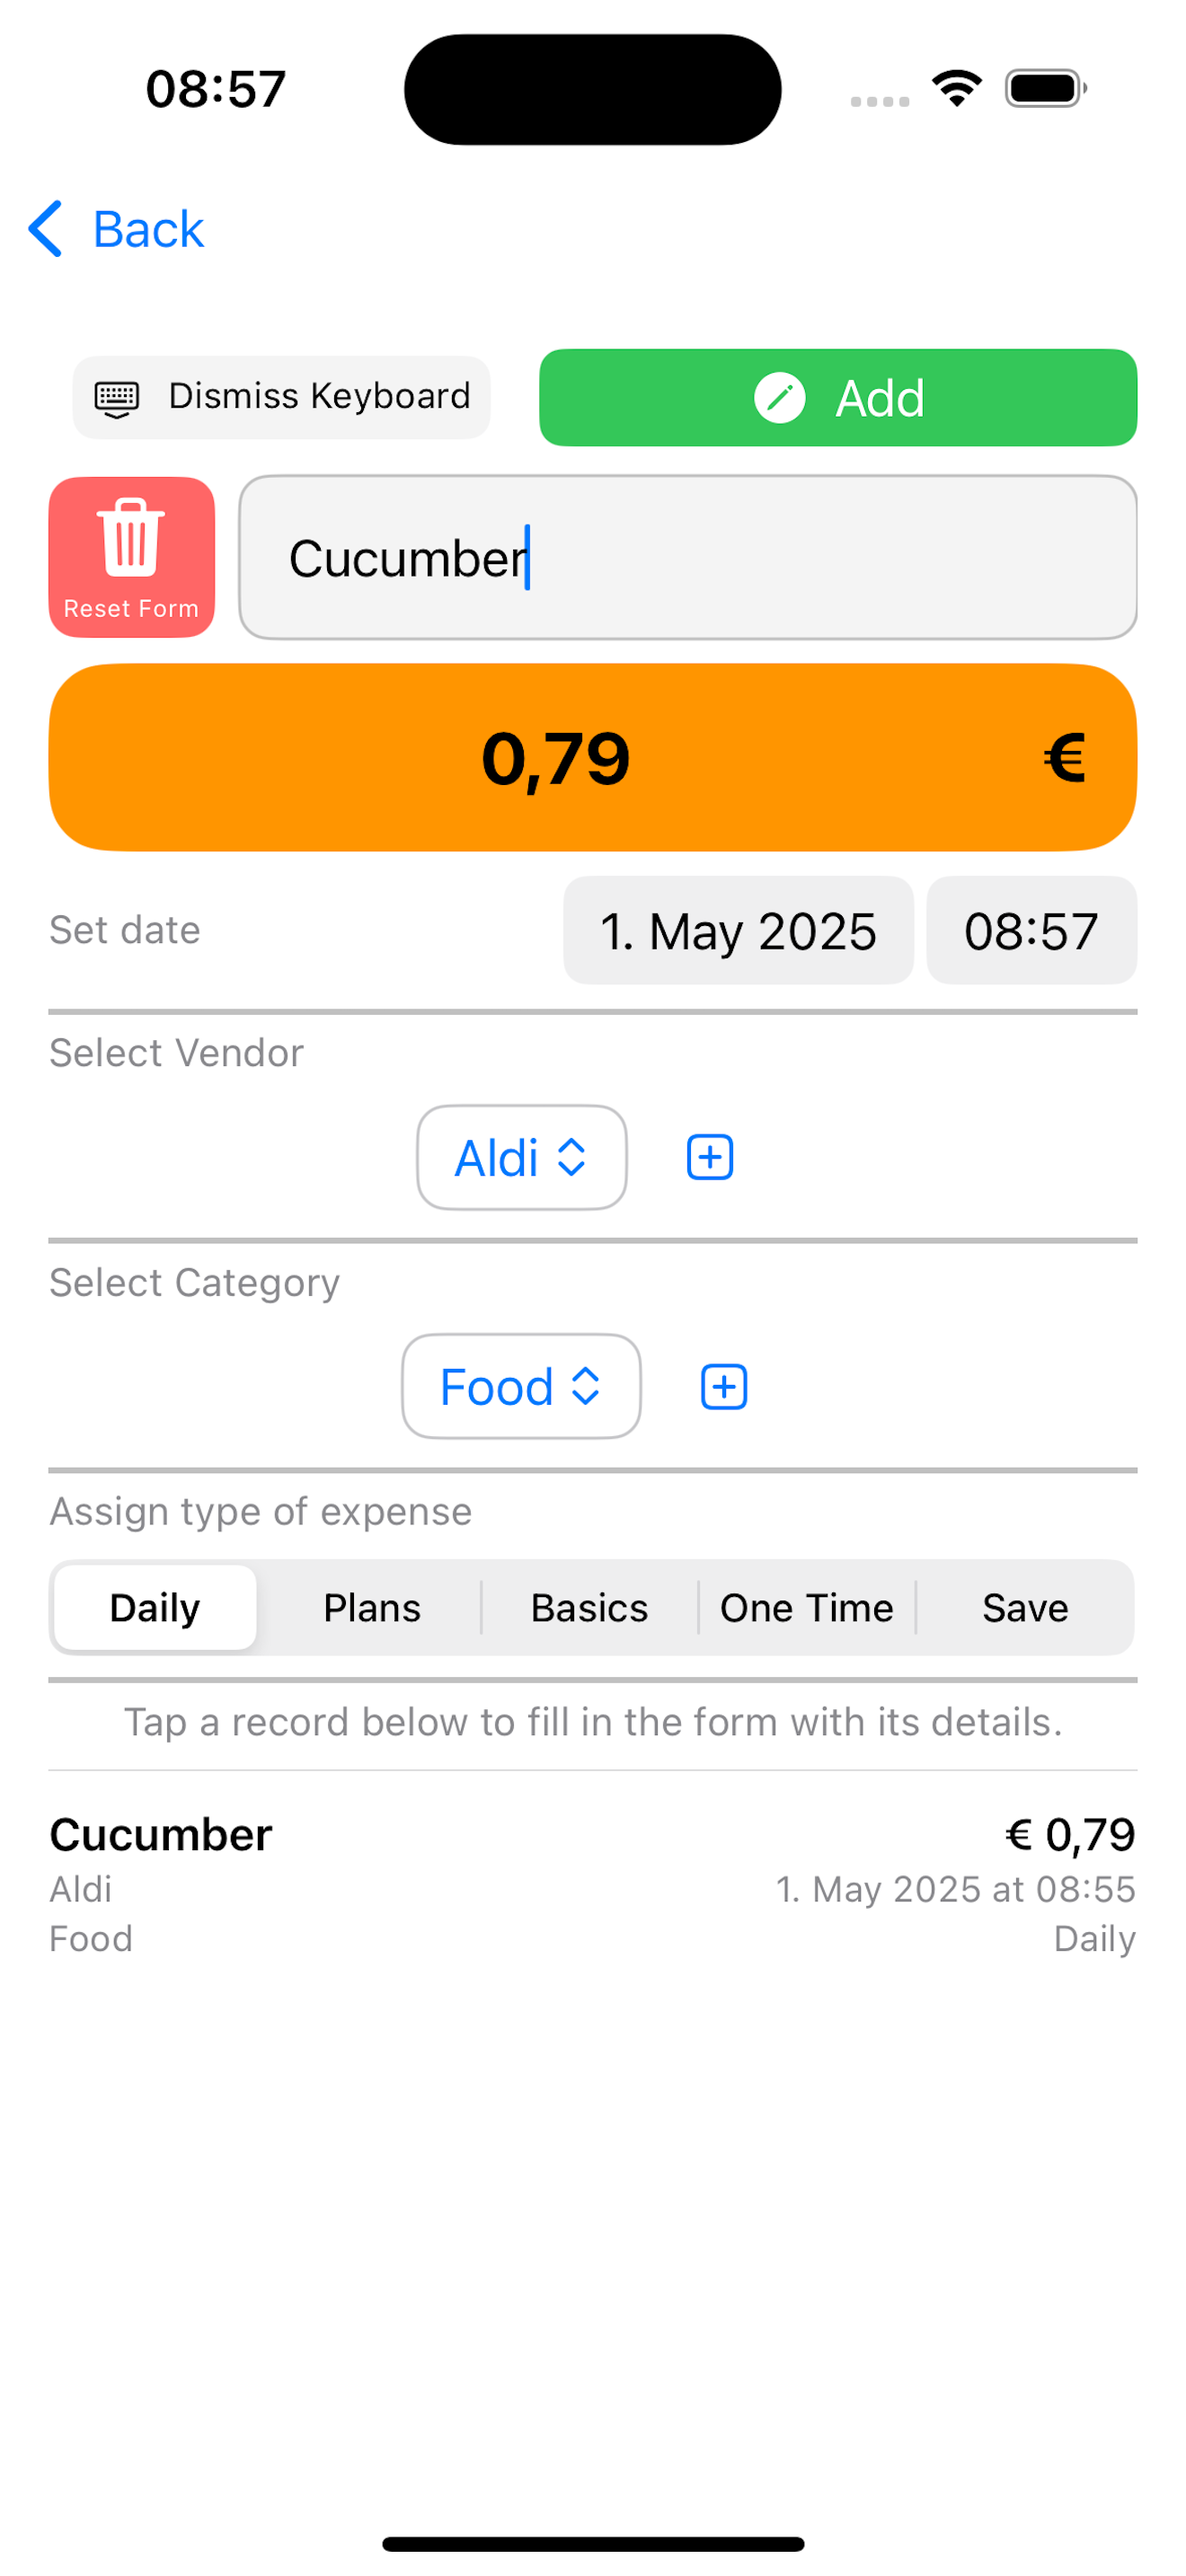 08:57
Back
Dismiss Keyboard
Add
Reset Form
Cucumber
0,79 €
Set date
1. May 2025
08:57
Select Vendor
Aldi
Select Category
Food
Assign type of expense
Daily
Plans
Basics
One Time
Save
Tap a record below to fill in the form with its details.
Cucumber
€ 0,79
Aldi
1. May 2025 at 08:55
Food
Daily